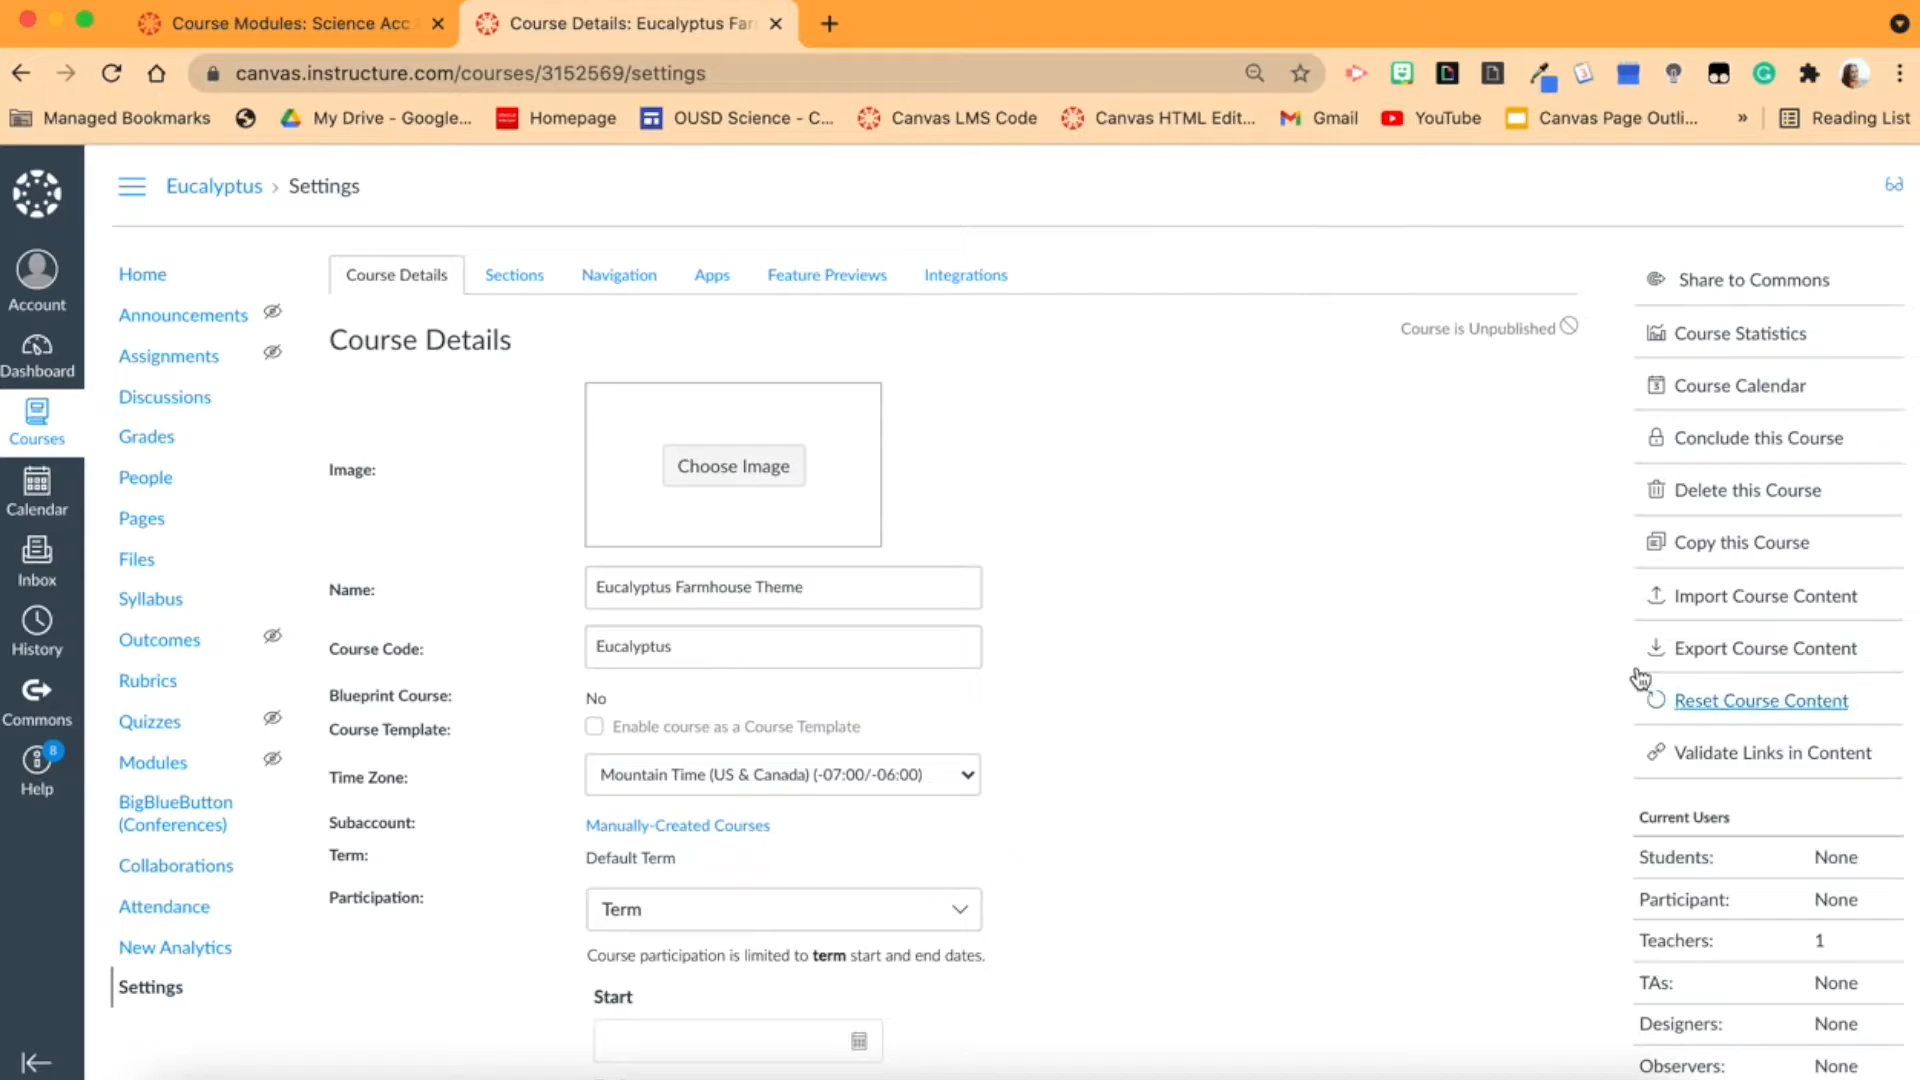 Course Modules: Science Acc
Course Details: Eucalyptus Far
canvas.instructure.com/courses/3152569/settings
Managed Bookmarks
My Drive - Google...
Homepage
OUSD Science - C...
Canvas LMS Code
Canvas HTML Edit...
Gmail
YouTube
Canvas Page Outli...
»
Reading List
Eucalyptus › Settings
Account
Dashboard
Courses
Calendar
Inbox
History
Commons
8
Help
Home
Announcements
Assignments
Discussions
Grades
People
Pages
Files
Syllabus
Outcomes
Rubrics
Quizzes
Modules
BigBlueButton
(Conferences)
Collaborations
Attendance
New Analytics
Settings
Course Details
Sections
Navigation
Apps
Feature Previews
Integrations
Course Details
Course is Unpublished
Image:
Choose Image
Name:
Eucalyptus Farmhouse Theme
Course Code:
Eucalyptus
Blueprint Course:
No
Course Template:
Enable course as a Course Template
Time Zone:
Mountain Time (US & Canada) (-07:00/-06:00)
Subaccount:
Manually-Created Courses
Term:
Default Term
Participation:
Term
Course participation is limited to term start and end dates.
Start
Share to Commons
Course Statistics
Course Calendar
Conclude this Course
Delete this Course
Copy this Course
Import Course Content
Export Course Content
Reset Course Content
Validate Links in Content
Current Users
Students: None
Participant: None
Teachers: 1
TAs: None
Designers: None
Observers: None